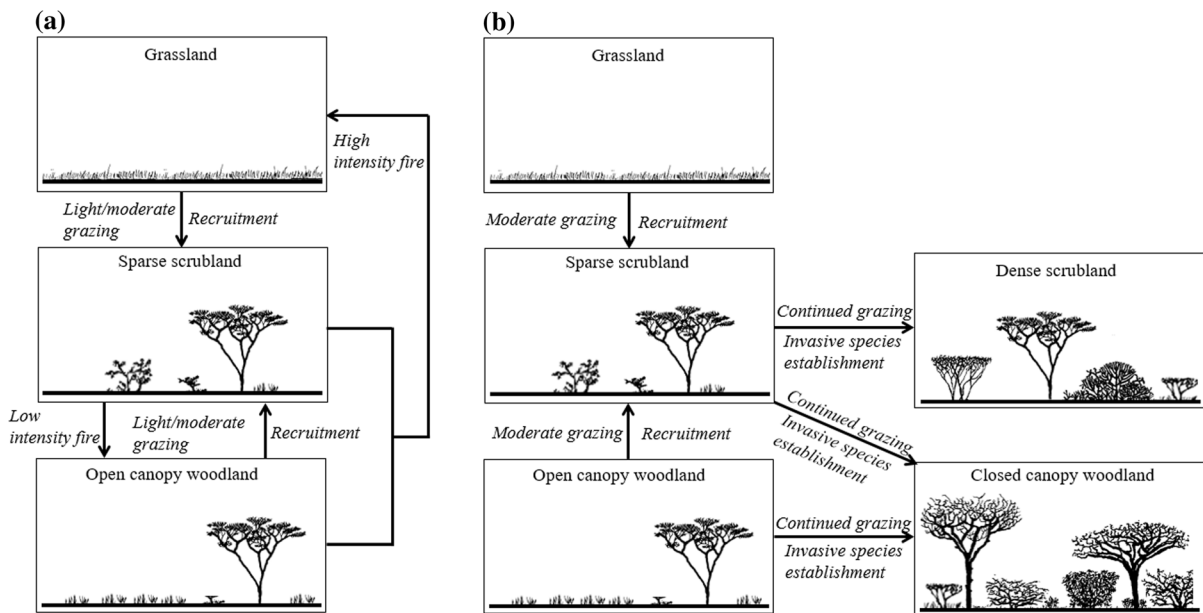 (a)
Grassland
High
intensity fire
Light/moderate
grazing
Recruitment
Sparse scrubland
Low
intensity fire
Light/moderate
grazing
Recruitment
Open canopy woodland
(b)
Grassland
Moderate grazing
Recruitment
Sparse scrubland
Continued grazing
Invasive species
establishment
Dense scrubland
Continued grazing
Invasive species
establishment
Moderate grazing
Recruitment
Open canopy woodland
Continued grazing
Invasive species
establishment
Closed canopy woodland